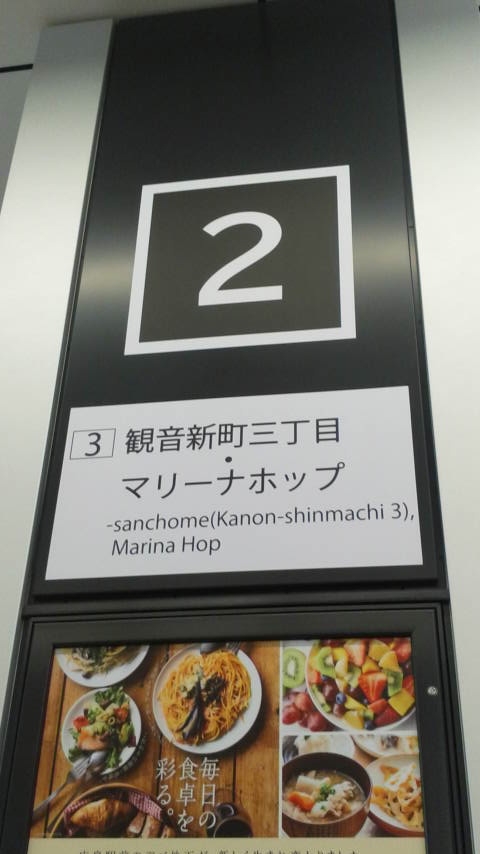 2
3 観音新町三丁目
・
マリーナホップ
-sanchome(Kanon-shinmachi 3),
Marina Hop
毎日の
食卓を
彩る。